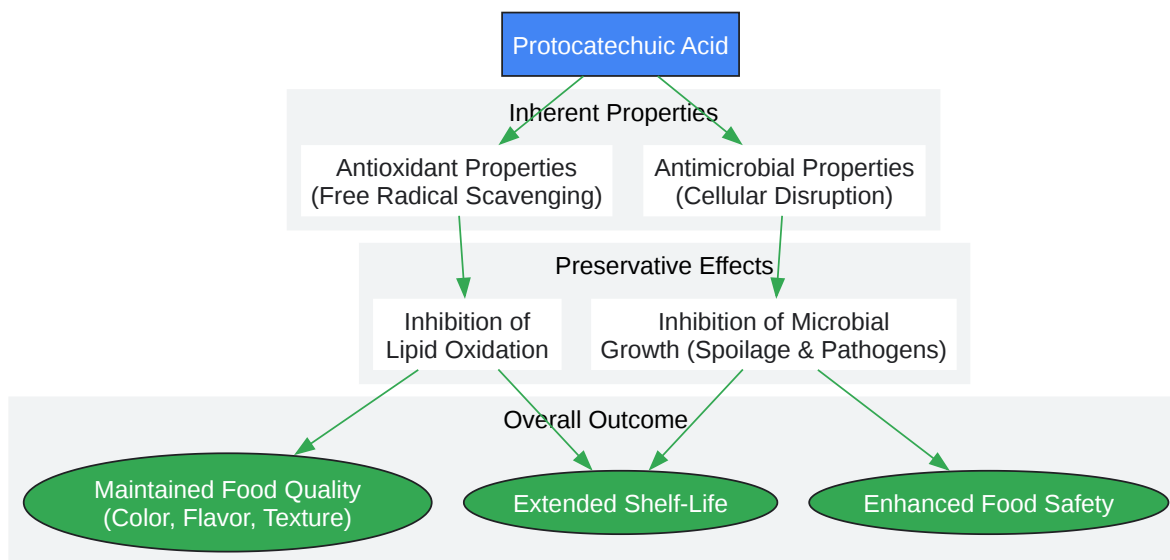 Protocatechuic Acid
Inherent Properties
Antioxidant Properties
(Free Radical Scavenging)
Antimicrobial Properties
(Cellular Disruption)
Preservative Effects
Inhibition of
Lipid Oxidation
Inhibition of Microbial
Growth (Spoilage & Pathogens)
Overall Outcome
Maintained Food Quality
(Color, Flavor, Texture)
Extended Shelf-Life
Enhanced Food Safety